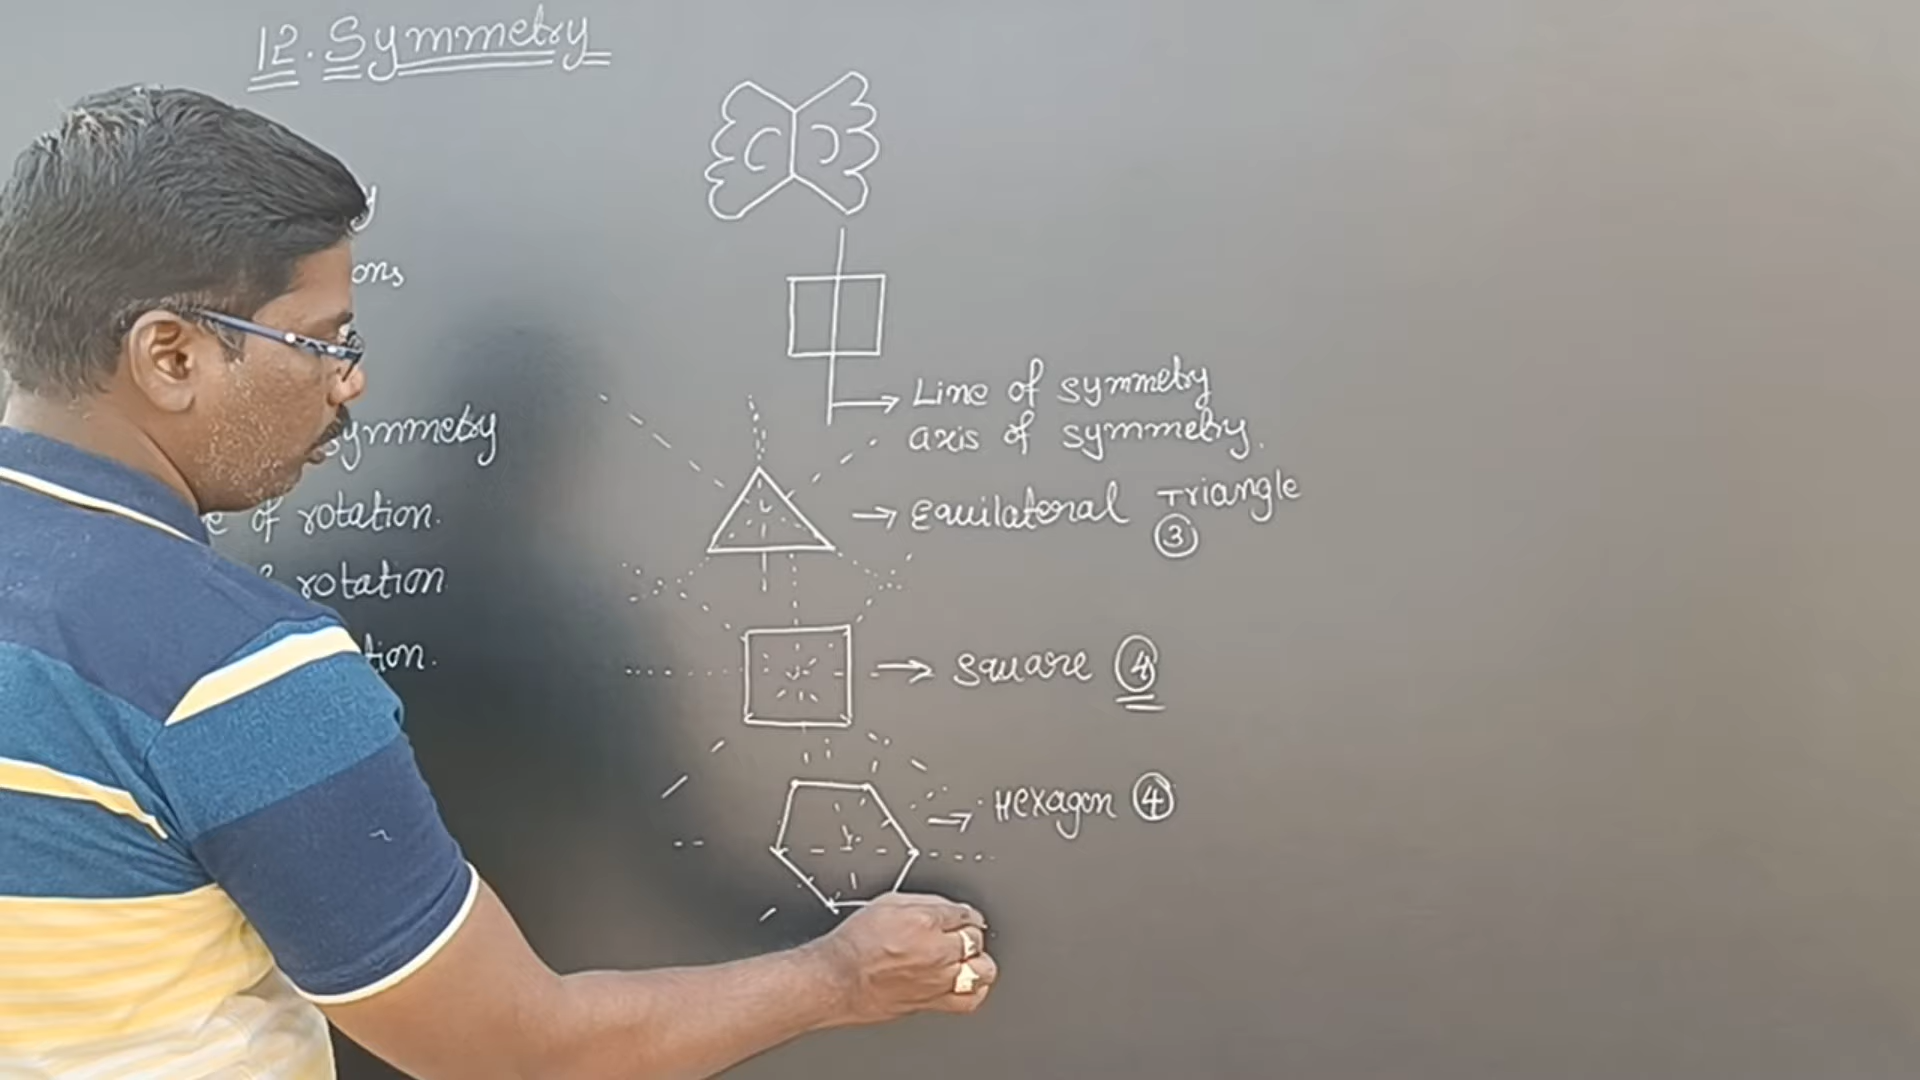 12. Symmetry
ons
symmetry
of rotation.
rotation
tion.
Line of symmetry
axis of symmetry.
Equilateral Triangle
3
square 4
Hexagon 4